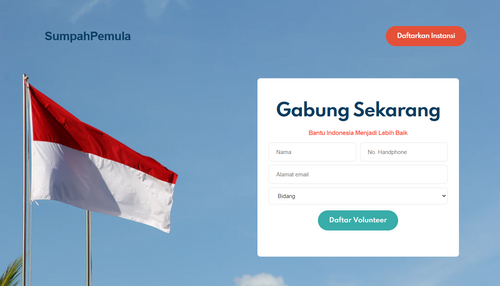 SumpahPemula
Daftarkan Instansi
Gabung Sekarang
Bantu Indonesia Menjadi Lebih Baik
Nama
No. Handphone
Alamat email
Bidang
Daftar Volunteer